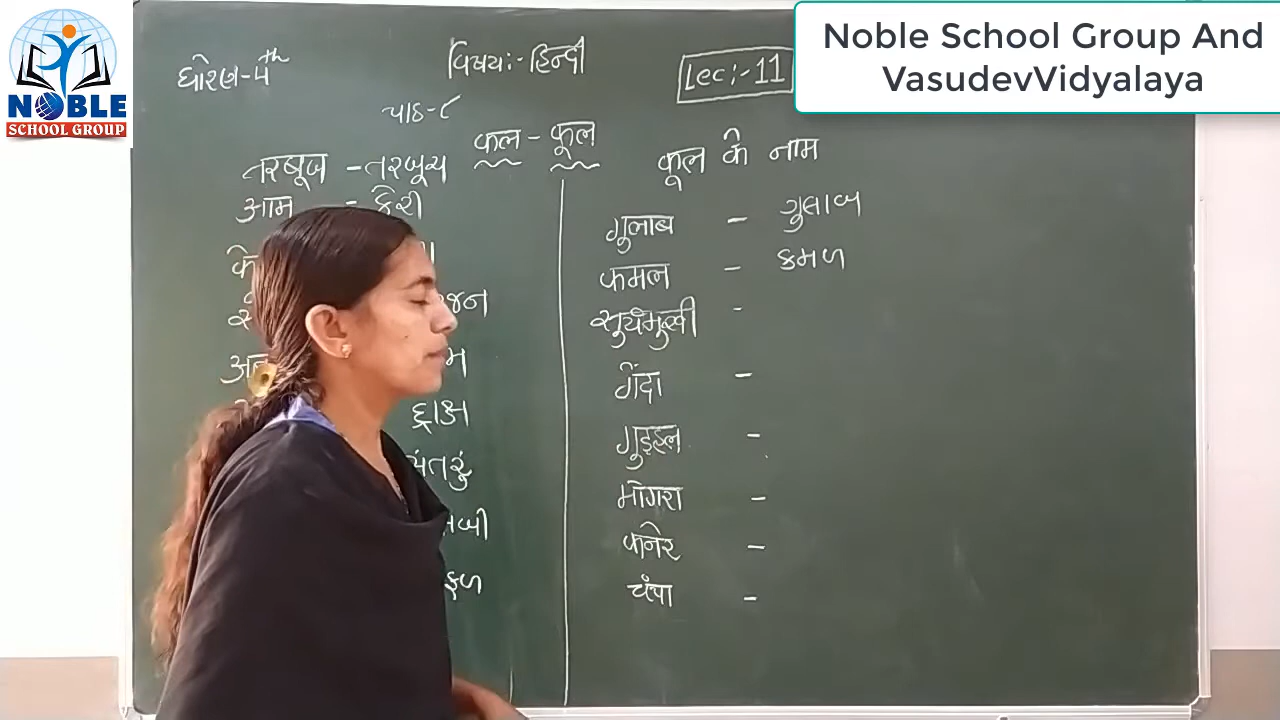 NOBLE
SCHOOL GROUP
Noble School Group And
VasudevVidyalaya
ધોરણ-4th
विषय:-हिन्दी
Lec:-11
પાઠ-૮
फल - फूल
तरबूज - તરબૂચ
आम - કેરી
દ્રાક્ષ
फूल के नाम
गुलाब - ગુલાબ
कमल - કમળ
सुर्यमुखी -
गेंदा -
गुड़हल -
मोगरा -
कनेर -
चंपा -